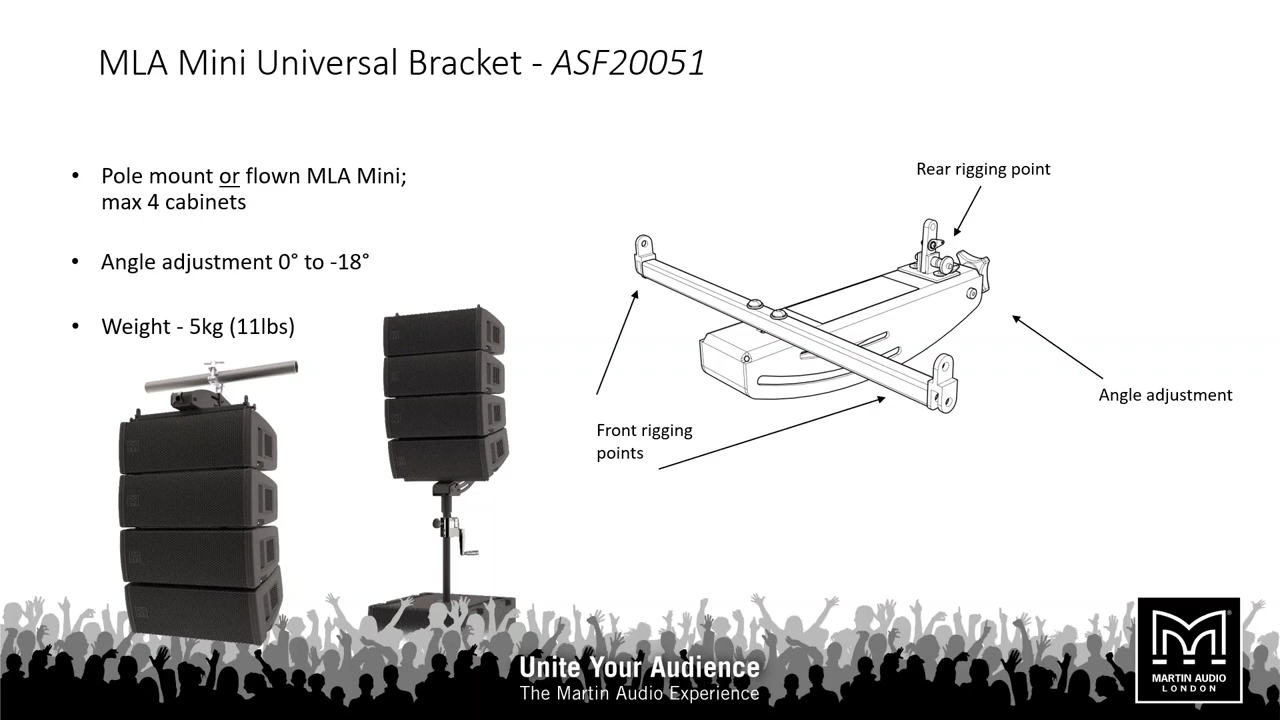 MLA Mini Universal Bracket - ASF20051
• Pole mount or flown MLA Mini;
max 4 cabinets
• Angle adjustment 0° to -18°
• Weight - 5kg (11lbs)
Rear rigging point
Angle adjustment
Front rigging
points
Unite Your Audience
The Martin Audio Experience
MARTIN AUDIO
LONDON